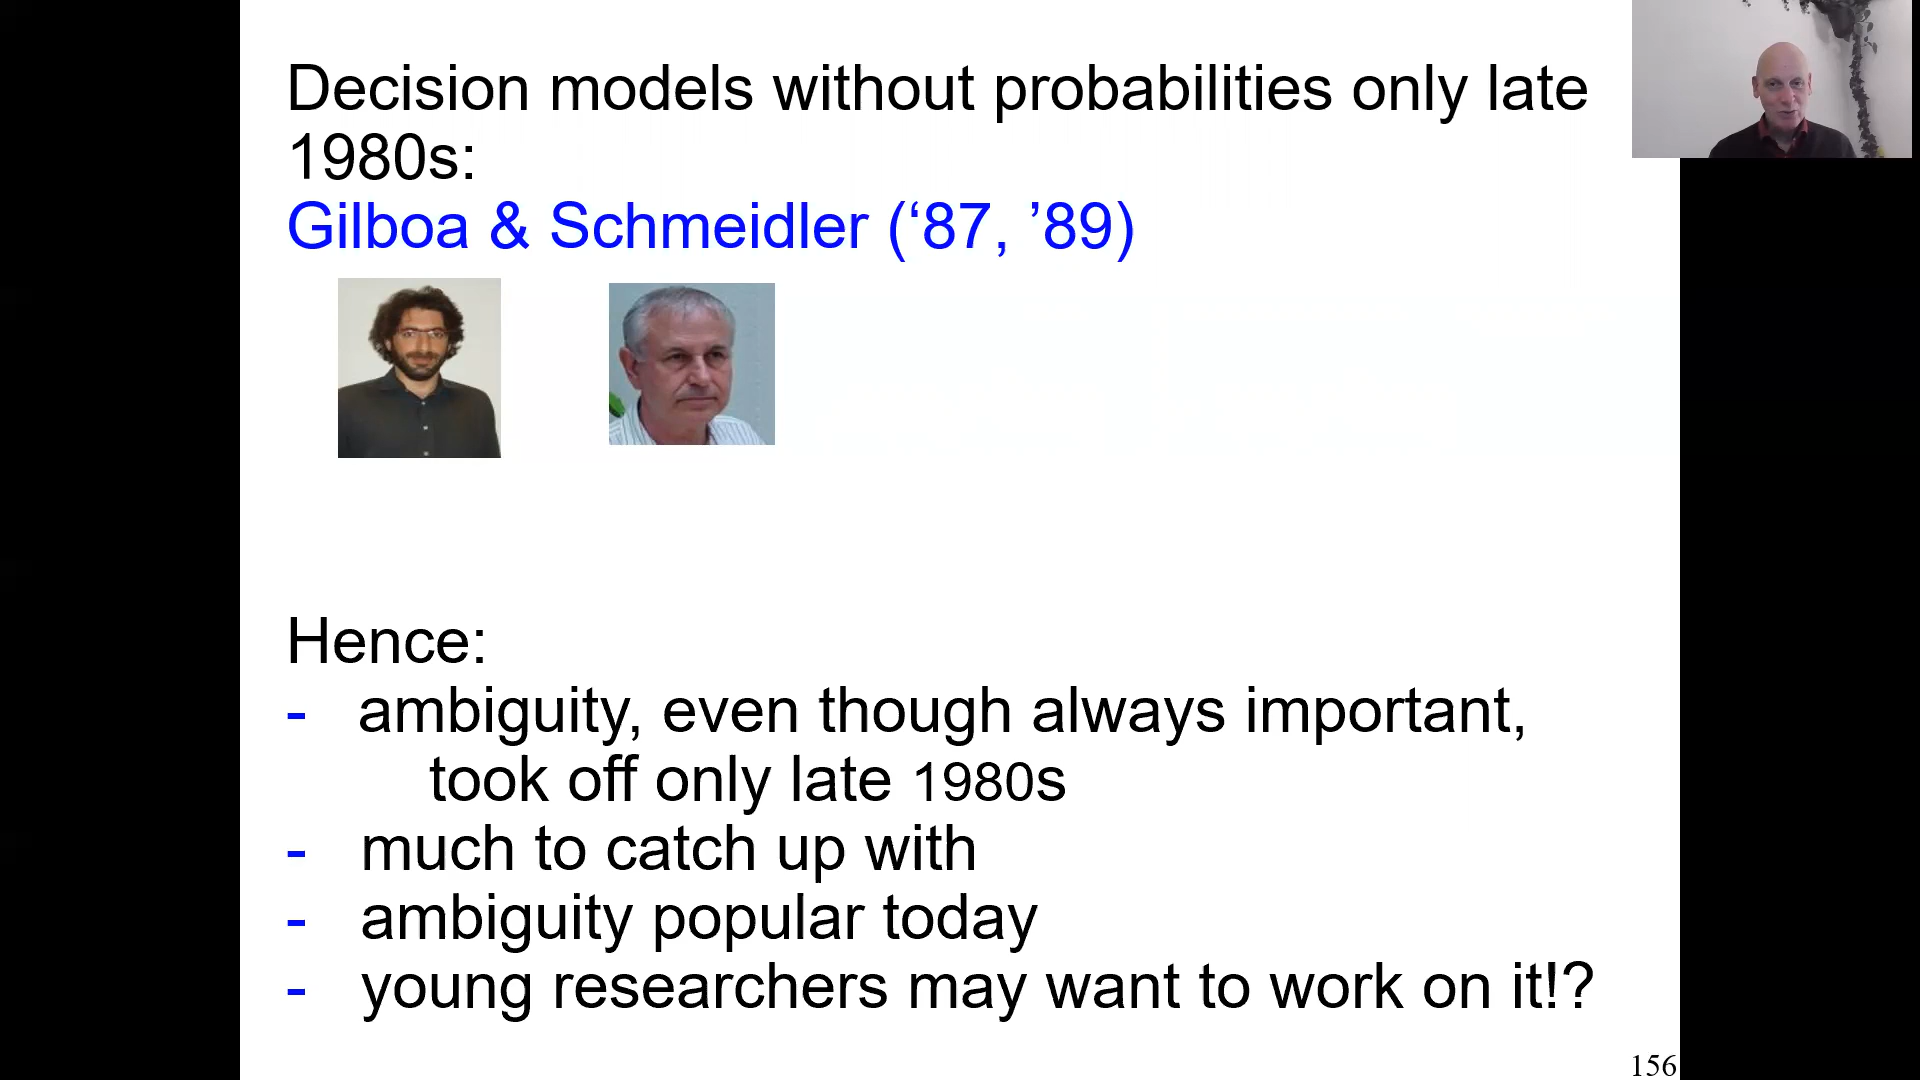 Decision models without probabilities only late
1980s:
Gilboa & Schmeidler (‘87, ’89)
Hence:
- ambiguity, even though always important,
took off only late 1980s
- much to catch up with
- ambiguity popular today
- young researchers may want to work on it!?
156